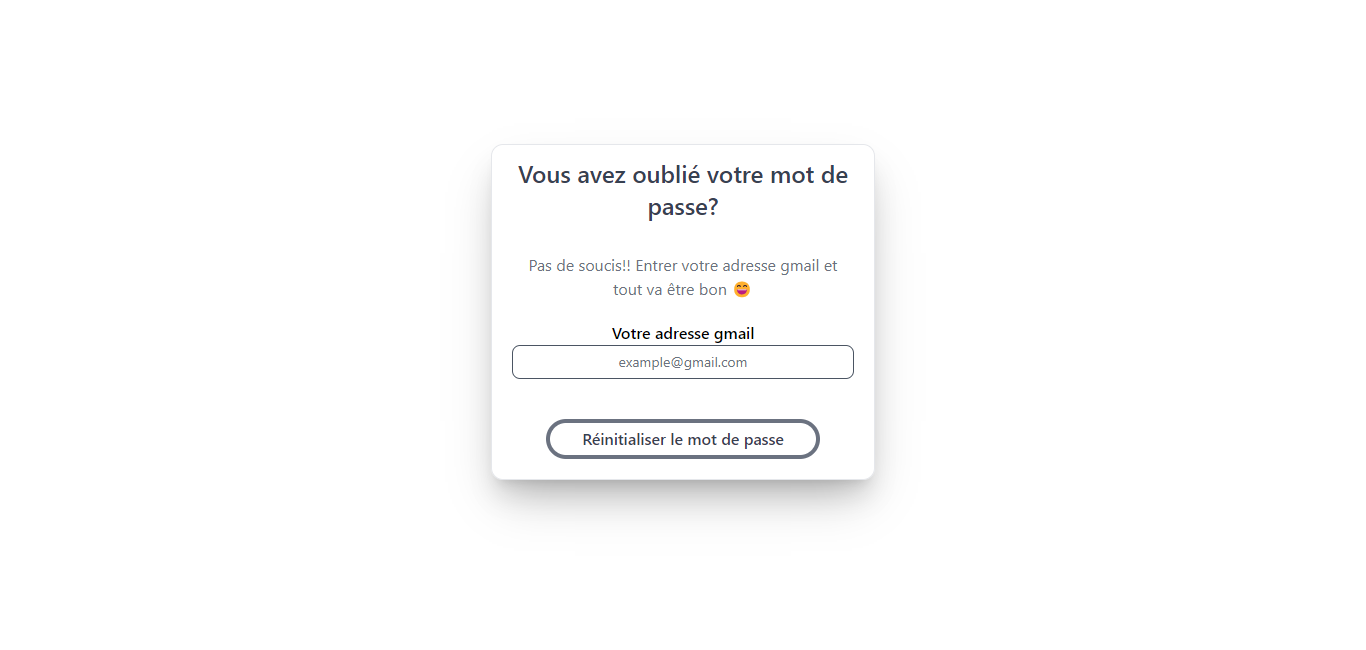 Vous avez oublié votre mot de
passe?
Pas de soucis!! Entrer votre adresse gmail et
tout va être bon 😄
Votre adresse gmail
example@gmail.com
Réinitialiser le mot de passe